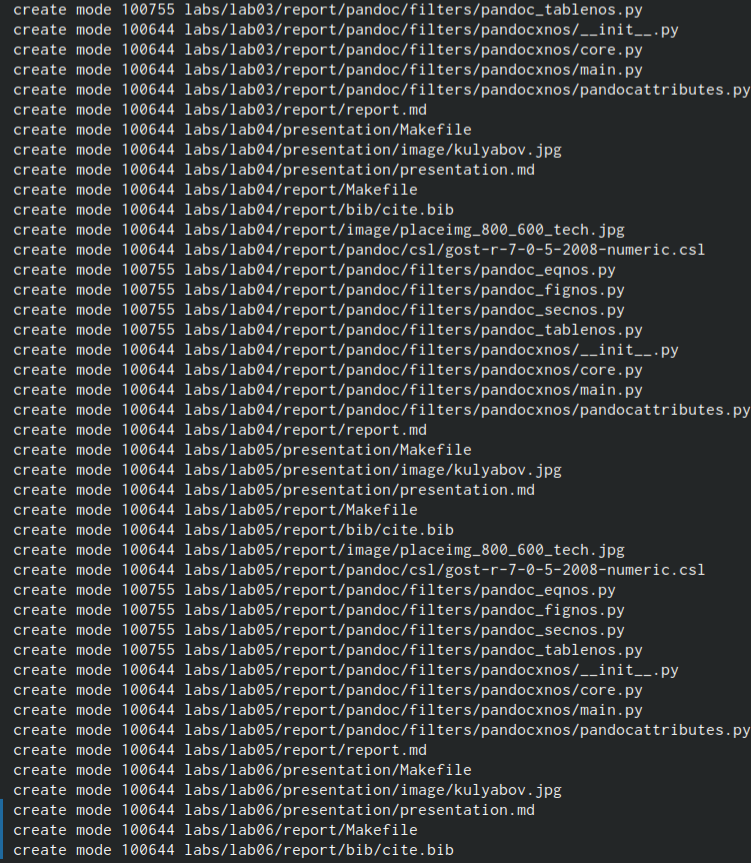 create mode 100755 labs/lab03/report/pandoc/filters/pandoc_tablenos.py
create mode 100644 labs/lab03/report/pandoc/filters/pandocxnos/__init__.py
create mode 100644 labs/lab03/report/pandoc/filters/pandocxnos/core.py
create mode 100644 labs/lab03/report/pandoc/filters/pandocxnos/main.py
create mode 100644 labs/lab03/report/pandoc/filters/pandocxnos/pandocattributes.py
create mode 100644 labs/lab03/report/report.md
create mode 100644 labs/lab04/presentation/Makefile
create mode 100644 labs/lab04/presentation/image/kulyabov.jpg
create mode 100644 labs/lab04/presentation/presentation.md
create mode 100644 labs/lab04/report/Makefile
create mode 100644 labs/lab04/report/bib/cite.bib
create mode 100644 labs/lab04/report/image/placeimg_800_600_tech.jpg
create mode 100644 labs/lab04/report/pandoc/csl/gost-r-7-0-5-2008-numeric.csl
create mode 100755 labs/lab04/report/pandoc/filters/pandoc_eqnos.py
create mode 100755 labs/lab04/report/pandoc/filters/pandoc_fignos.py
create mode 100755 labs/lab04/report/pandoc/filters/pandoc_secnos.py
create mode 100755 labs/lab04/report/pandoc/filters/pandoc_tablenos.py
create mode 100644 labs/lab04/report/pandoc/filters/pandocxnos/__init__.py
create mode 100644 labs/lab04/report/pandoc/filters/pandocxnos/core.py
create mode 100644 labs/lab04/report/pandoc/filters/pandocxnos/main.py
create mode 100644 labs/lab04/report/pandoc/filters/pandocxnos/pandocattributes.py
create mode 100644 labs/lab04/report/report.md
create mode 100644 labs/lab05/presentation/Makefile
create mode 100644 labs/lab05/presentation/image/kulyabov.jpg
create mode 100644 labs/lab05/presentation/presentation.md
create mode 100644 labs/lab05/report/Makefile
create mode 100644 labs/lab05/report/bib/cite.bib
create mode 100644 labs/lab05/report/image/placeimg_800_600_tech.jpg
create mode 100644 labs/lab05/report/pandoc/csl/gost-r-7-0-5-2008-numeric.csl
create mode 100755 labs/lab05/report/pandoc/filters/pandoc_eqnos.py
create mode 100755 labs/lab05/report/pandoc/filters/pandoc_fignos.py
create mode 100755 labs/lab05/report/pandoc/filters/pandoc_secnos.py
create mode 100755 labs/lab05/report/pandoc/filters/pandoc_tablenos.py
create mode 100644 labs/lab05/report/pandoc/filters/pandocxnos/__init__.py
create mode 100644 labs/lab05/report/pandoc/filters/pandocxnos/core.py
create mode 100644 labs/lab05/report/pandoc/filters/pandocxnos/main.py
create mode 100644 labs/lab05/report/pandoc/filters/pandocxnos/pandocattributes.py
create mode 100644 labs/lab05/report/report.md
create mode 100644 labs/lab06/presentation/Makefile
create mode 100644 labs/lab06/presentation/image/kulyabov.jpg
create mode 100644 labs/lab06/presentation/presentation.md
create mode 100644 labs/lab06/report/Makefile
create mode 100644 labs/lab06/report/bib/cite.bib